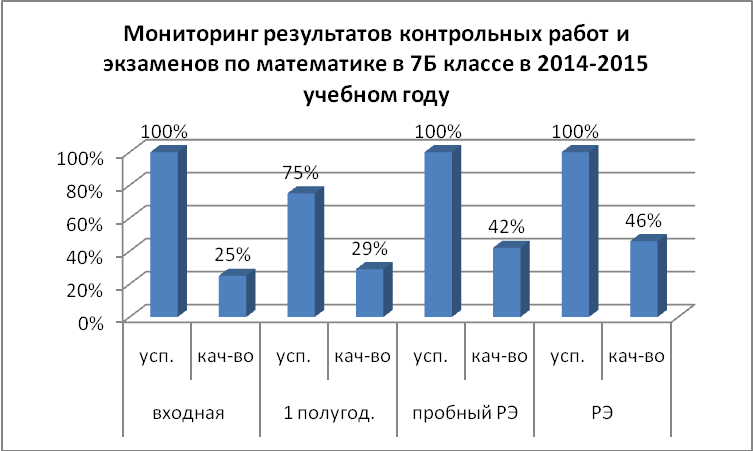 Мониторинг результатов контрольных работ и
экзаменов по математике в 7Б классе в 2014-2015
учебном году
100% 75% 100% 100%
25% 29% 42% 46%
100%
80%
60%
40%
20%
0%
усп. кач-во усп. кач-во усп. кач-во усп. кач-во
входная 1 полугод. пробный РЭ РЭ